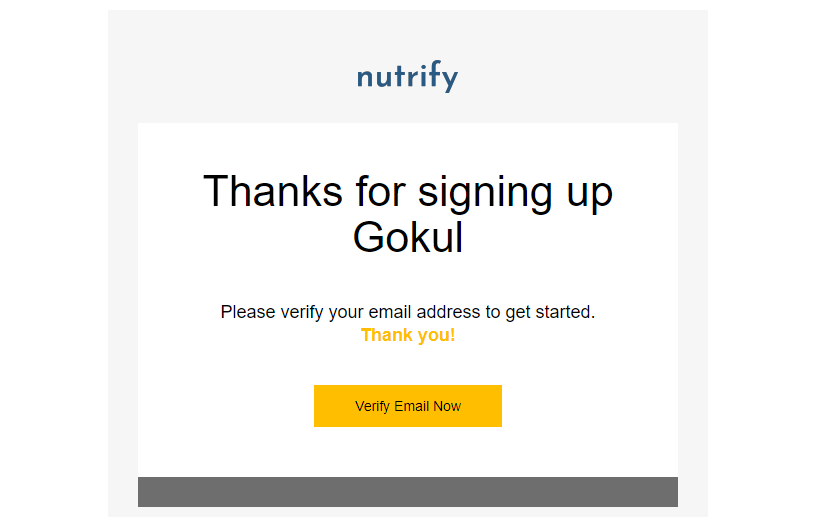 nutrify
Thanks for signing up
Gokul
Please verify your email address to get started.
Thank you!
Verify Email Now